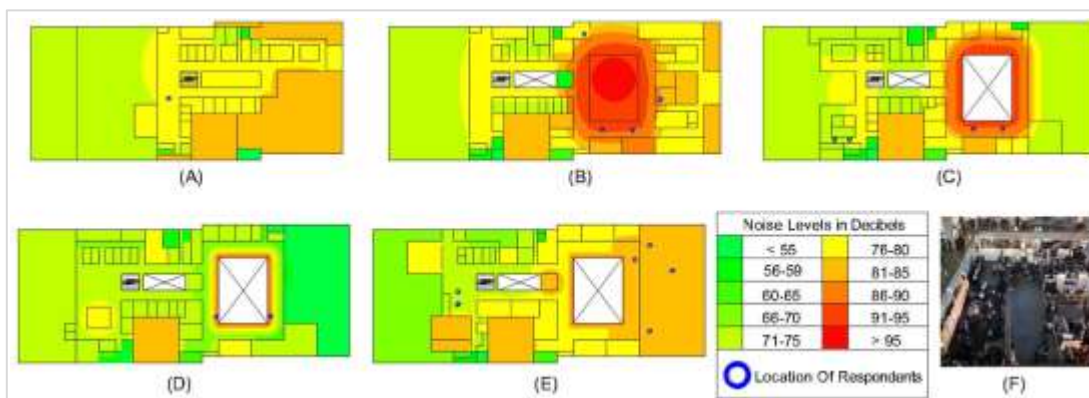 (A)
(B)
(C)
Noise Levels in Decibels
< 55
76-80
56-59
81-85
60-65
86-90
66-70
91-95
71-75
> 95
Location Of Respondents
(D)
(E)
(F)